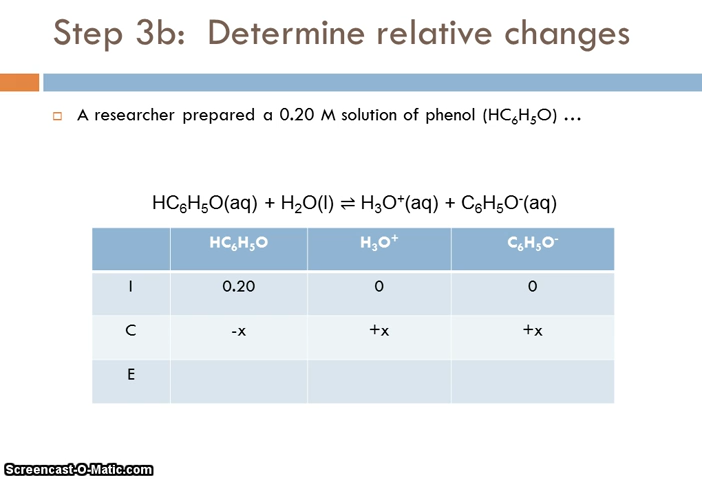 Step 3b: Determine relative changes
□ A researcher prepared a 0.20 M solution of phenol (HC₆H₅O) …
HC₆H₅O(aq) + H₂O(l) ⇌ H₃O⁺(aq) + C₆H₅O⁻(aq)
HC₆H₅O H₃O⁺ C₆H₅O⁻
I 0.20 0 0
C -x +x +x
E
Screencast-O-Matic.com